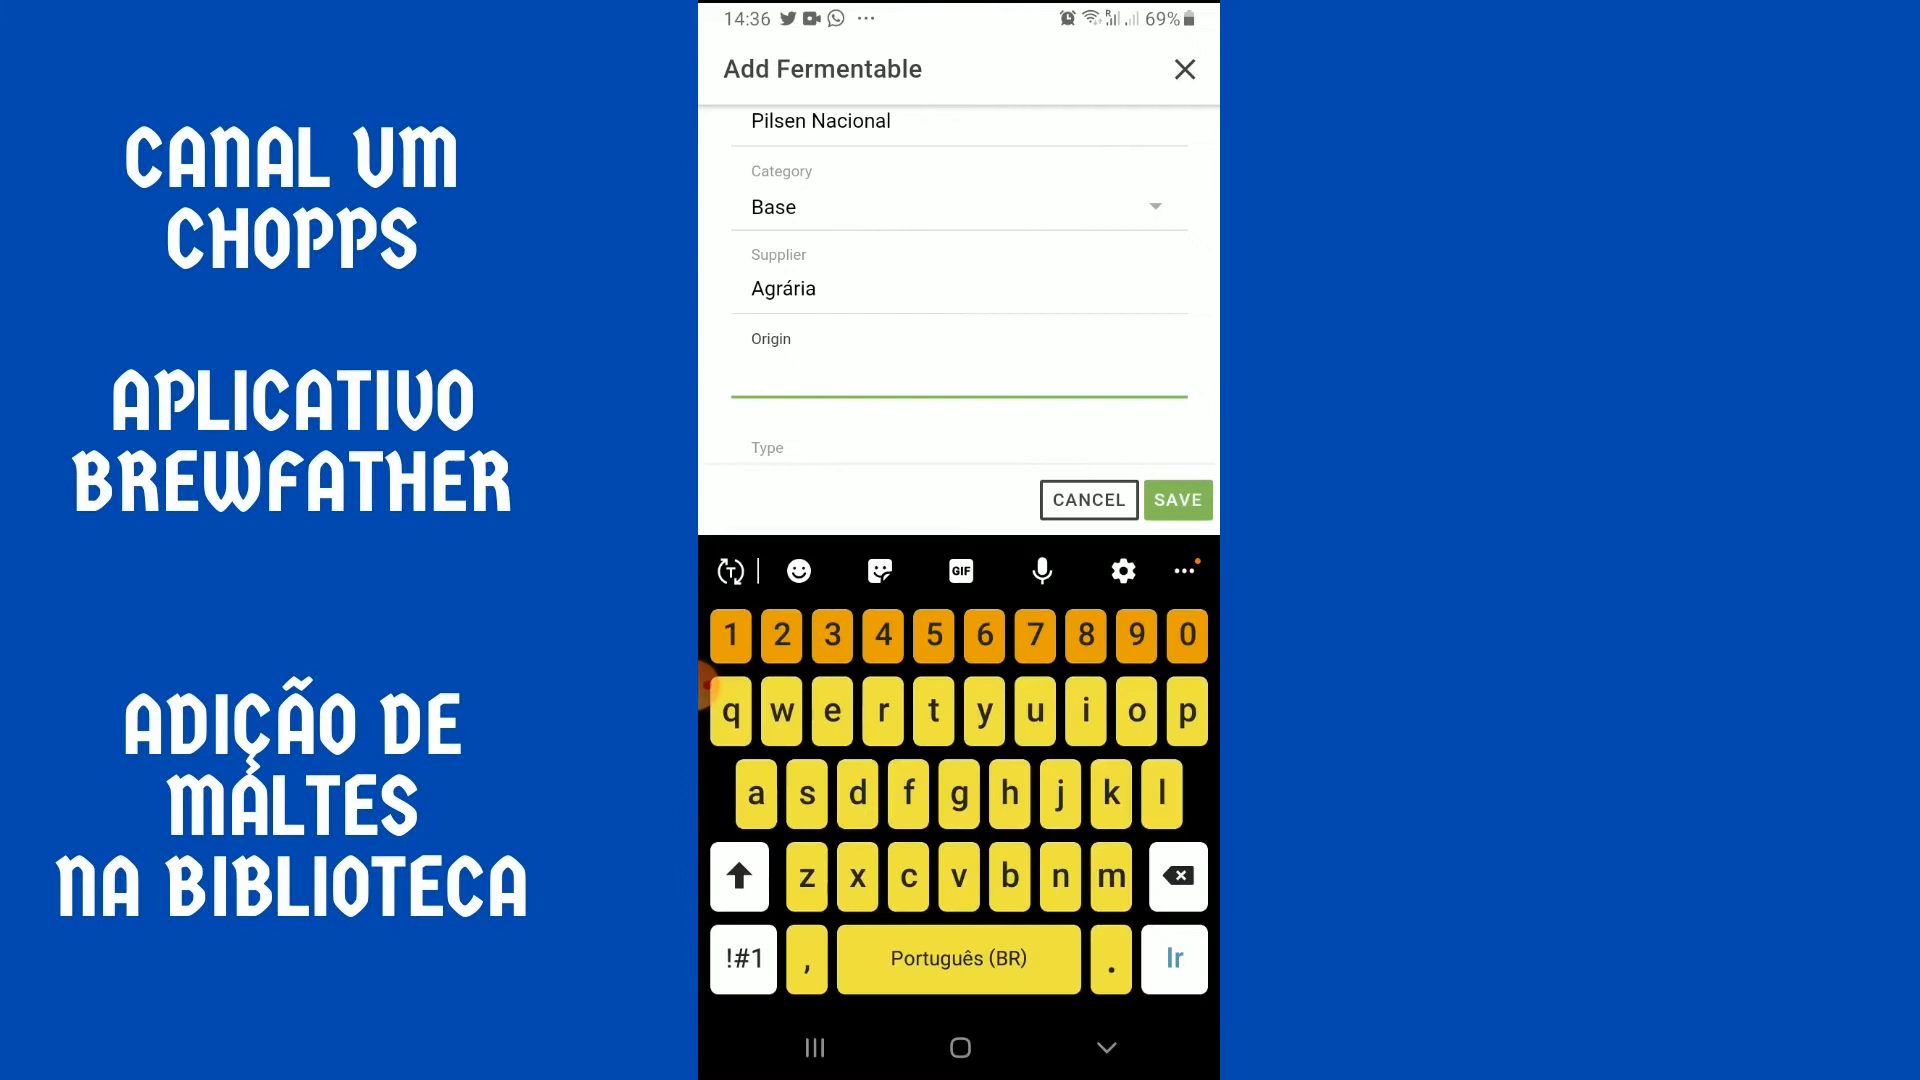 CANAL VM
CHOPPS
APLICATIVO
BREWFATHER
ADIÇÃO DE
MALTES
NA BIBLIOTECA
14:36
69%
Add Fermentable
Pilsen Nacional
Category
Base
Supplier
Agrária
Origin
Type
CANCEL SAVE
GIF
1 2 3 4 5 6 7 8 9 0
q w e r t y u i o p
a s d f g h j k l
z x c v b n m
!#1 , Português (BR) . Ir